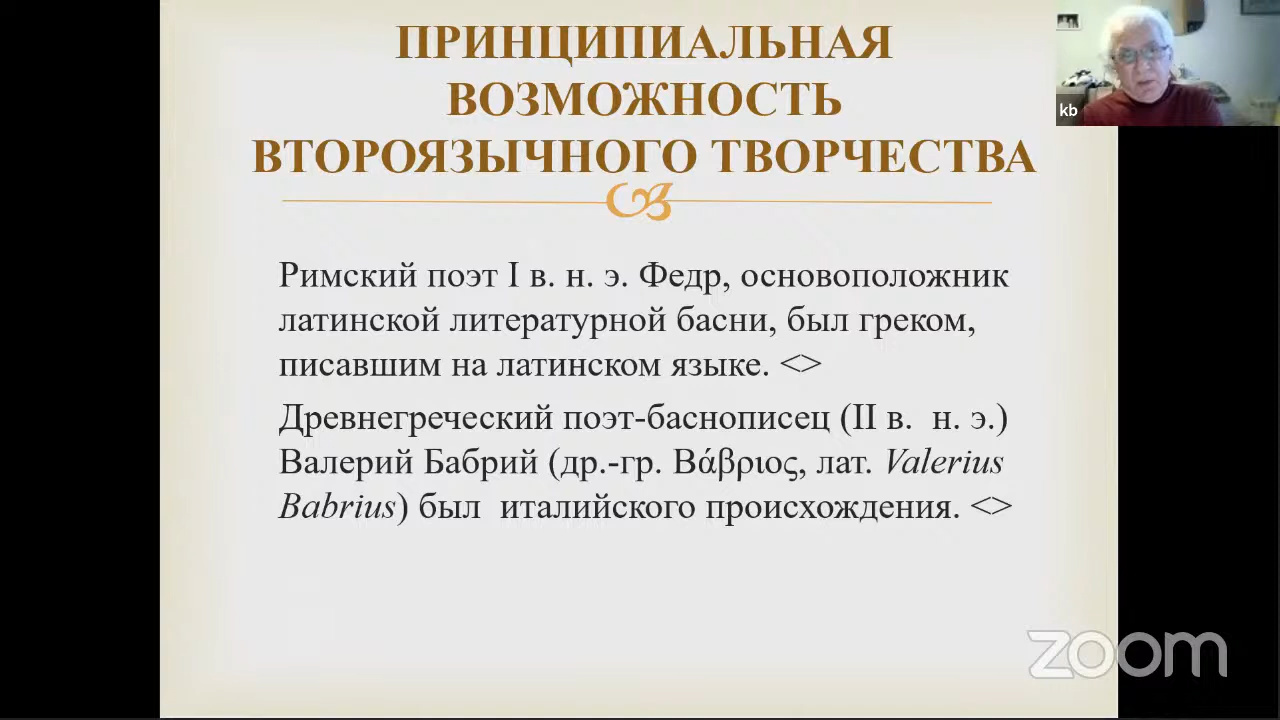 ПРИНЦИПИАЛЬНАЯ
ВОЗМОЖНОСТЬ
ВТОРОЯЗЫЧНОГО ТВОРЧЕСТВА
Римский поэт I в. н. э. Федр, основоположник
латинской литературной басни, был греком,
писавшим на латинском языке. <>
Древнегреческий поэт-баснописец (II в.  н. э.)
Валерий Бабрий (др.-гр. Βάβριος, лат. Valerius
Babrius) был  италийского происхождения. <>
kb
zoom